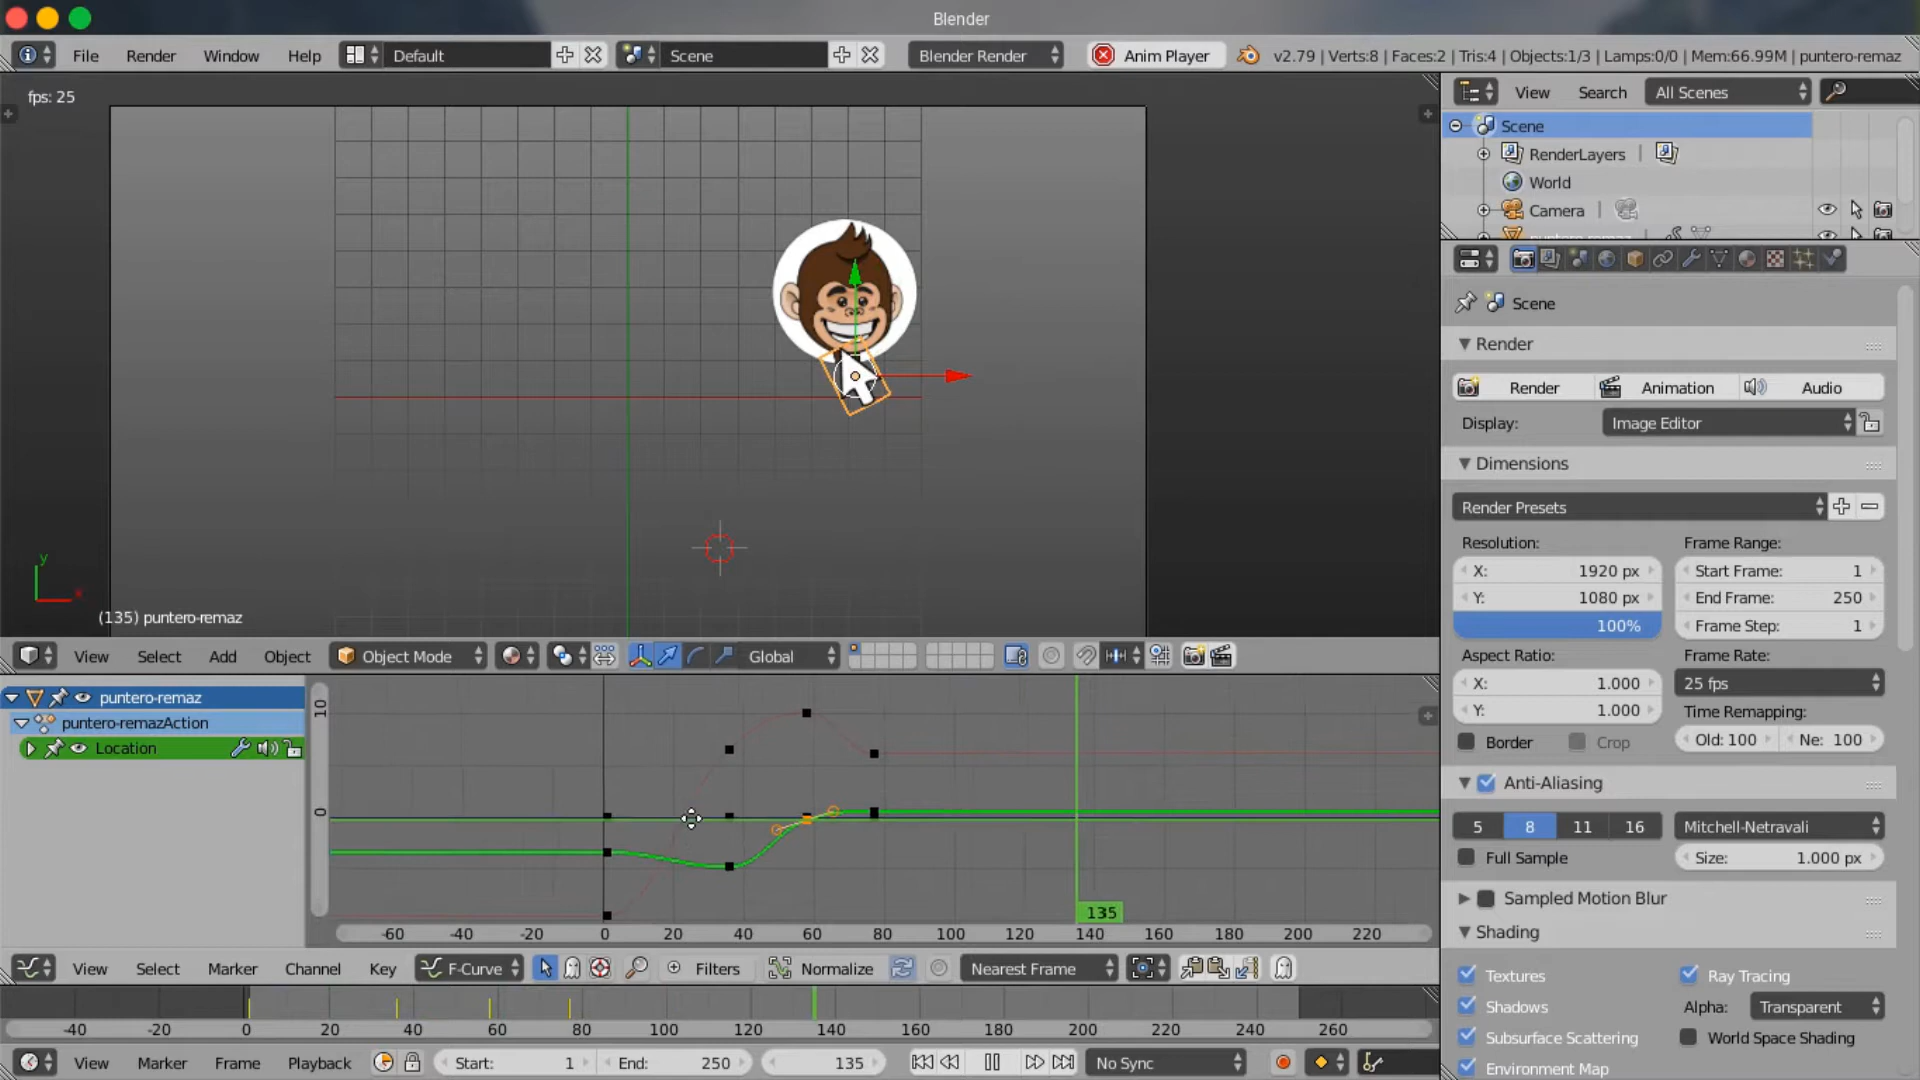 Blender
File Render Window Help Default Scene Blender Render Anim Player v2.79 | Verts:8 | Faces:2 | Tris:4 | Objects:1/3 | Lamps:0/0 | Mem:66.99M | puntero-remaz
fps: 25
View Search All Scenes
Scene
RenderLayers
World
Camera
Scene
Render
Render Animation Audio
Display: Image Editor
Dimensions
Render Presets
Resolution: Frame Range:
X: 1920 px Start Frame: 1
Y: 1080 px End Frame: 250
100% Frame Step: 1
Aspect Ratio: Frame Rate:
X: 1.000 25 fps
Y: 1.000 Time Remapping:
Border Crop Old: 100 Ne: 100
Anti-Aliasing
5 8 11 16 Mitchell-Netravali
Full Sample Size: 1.000 px
Sampled Motion Blur
Shading
Textures Ray Tracing
Shadows Alpha: Transparent
Subsurface Scattering World Space Shading
Environment Map
y
x
(135) puntero-remaz
View Select Add Object Object Mode Global
puntero-remaz
puntero-remazAction
Location
10
0
135
-60 -40 -20 0 20 40 60 80 100 120 140 160 180 200 220
View Select Marker Channel Key F-Curve Filters Normalize Nearest Frame
-40 -20 0 20 40 60 80 100 120 140 160 180 200 220 240 260
View Marker Frame Playback Start: 1 End: 250 135 No Sync